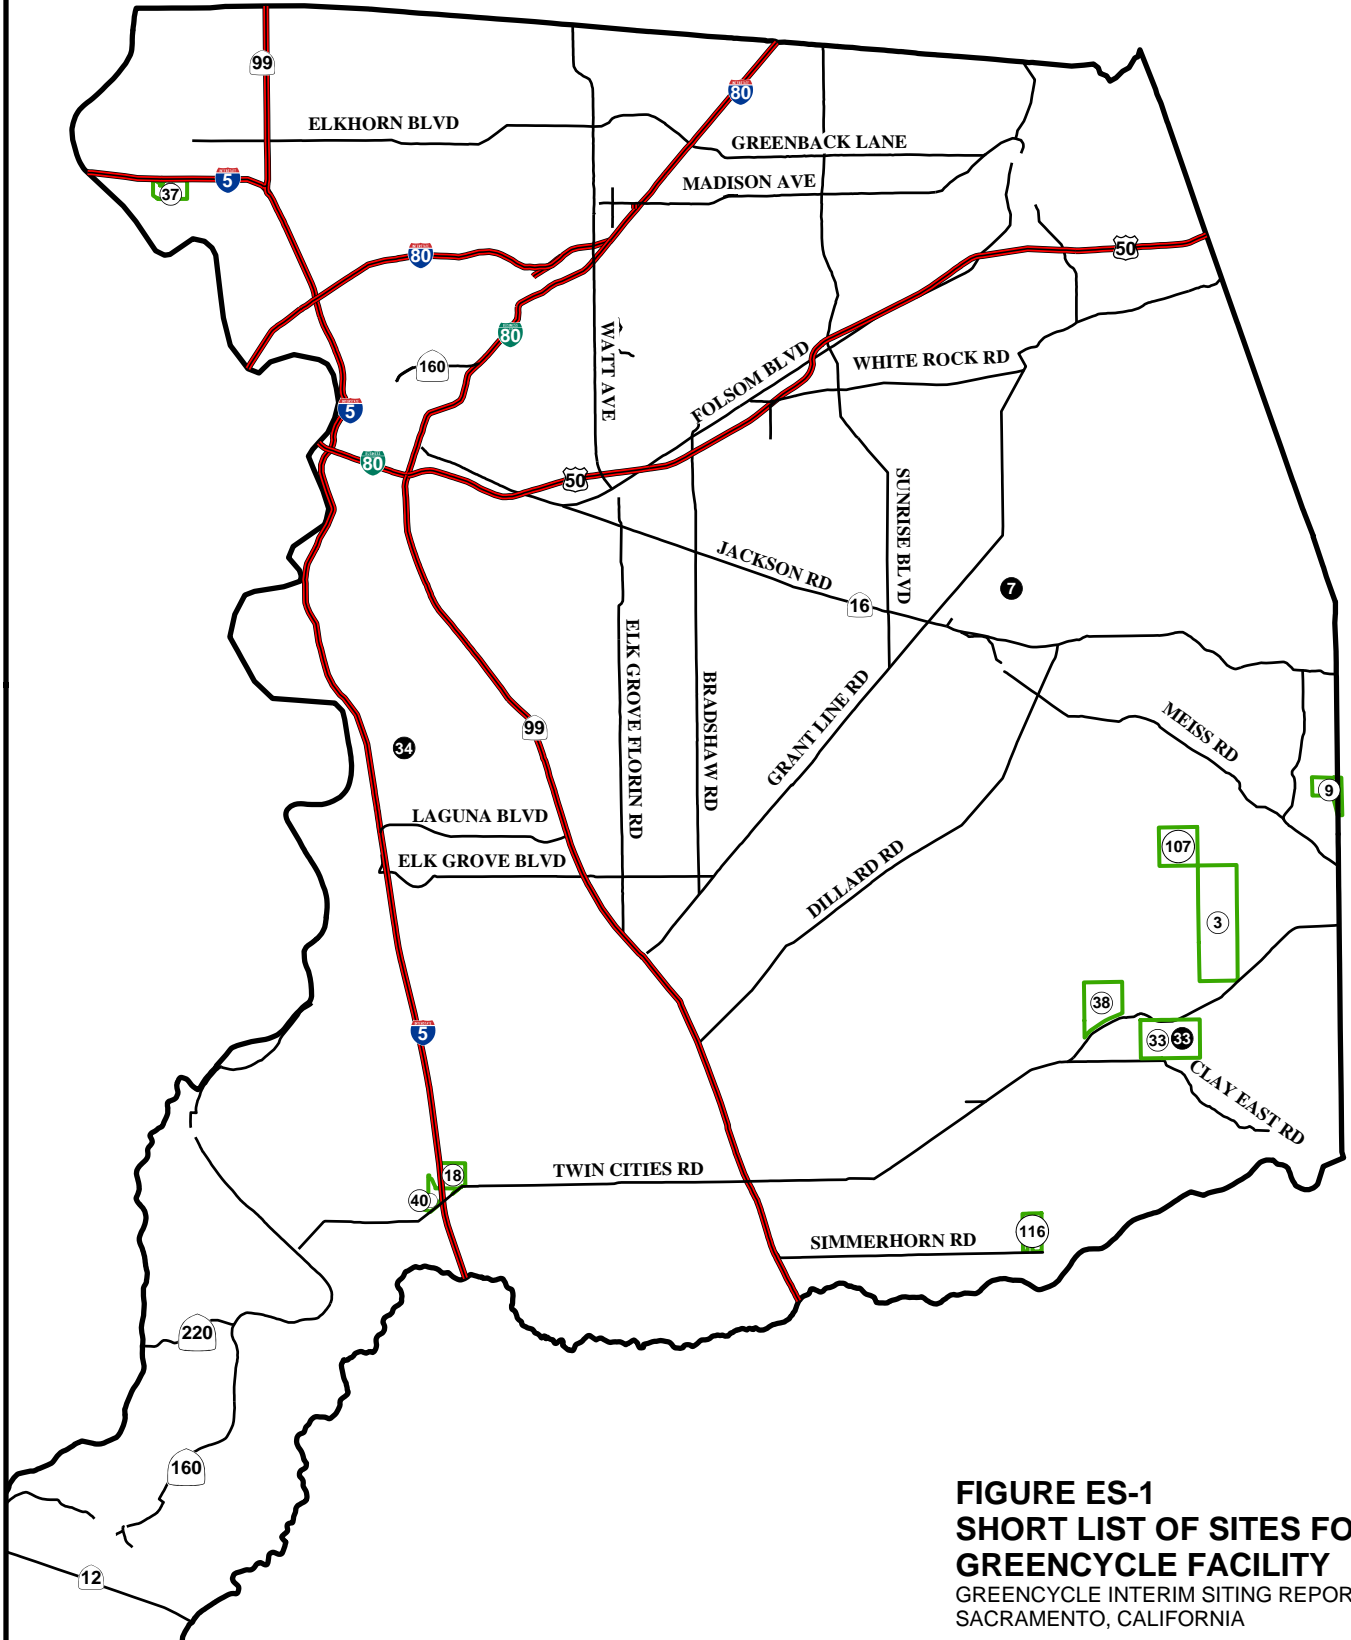 99
80
ELKHORN BLVD
GREENBACK LANE
MADISON AVE
5
37
80
50
80
WATT AVE
160
FOLSOM BLVD
WHITE ROCK RD
5
80
50
SUNRISE BLVD
JACKSON RD
16
7
ELK GROVE FLORIN RD
BRADSHAW RD
GRANT LINE RD
MEISS RD
99
34
9
LAGUNA BLVD
ELK GROVE BLVD
107
DILLARD RD
3
38
5
33
33
CLAY EAST RD
TWIN CITIES RD
18
40
116
SIMMERHORN RD
220
160
12
FIGURE ES-1
SHORT LIST OF SITES FO
GREENCYCLE FACILITY
GREENCYCLE INTERIM SITING REPOR
SACRAMENTO, CALIFORNIA